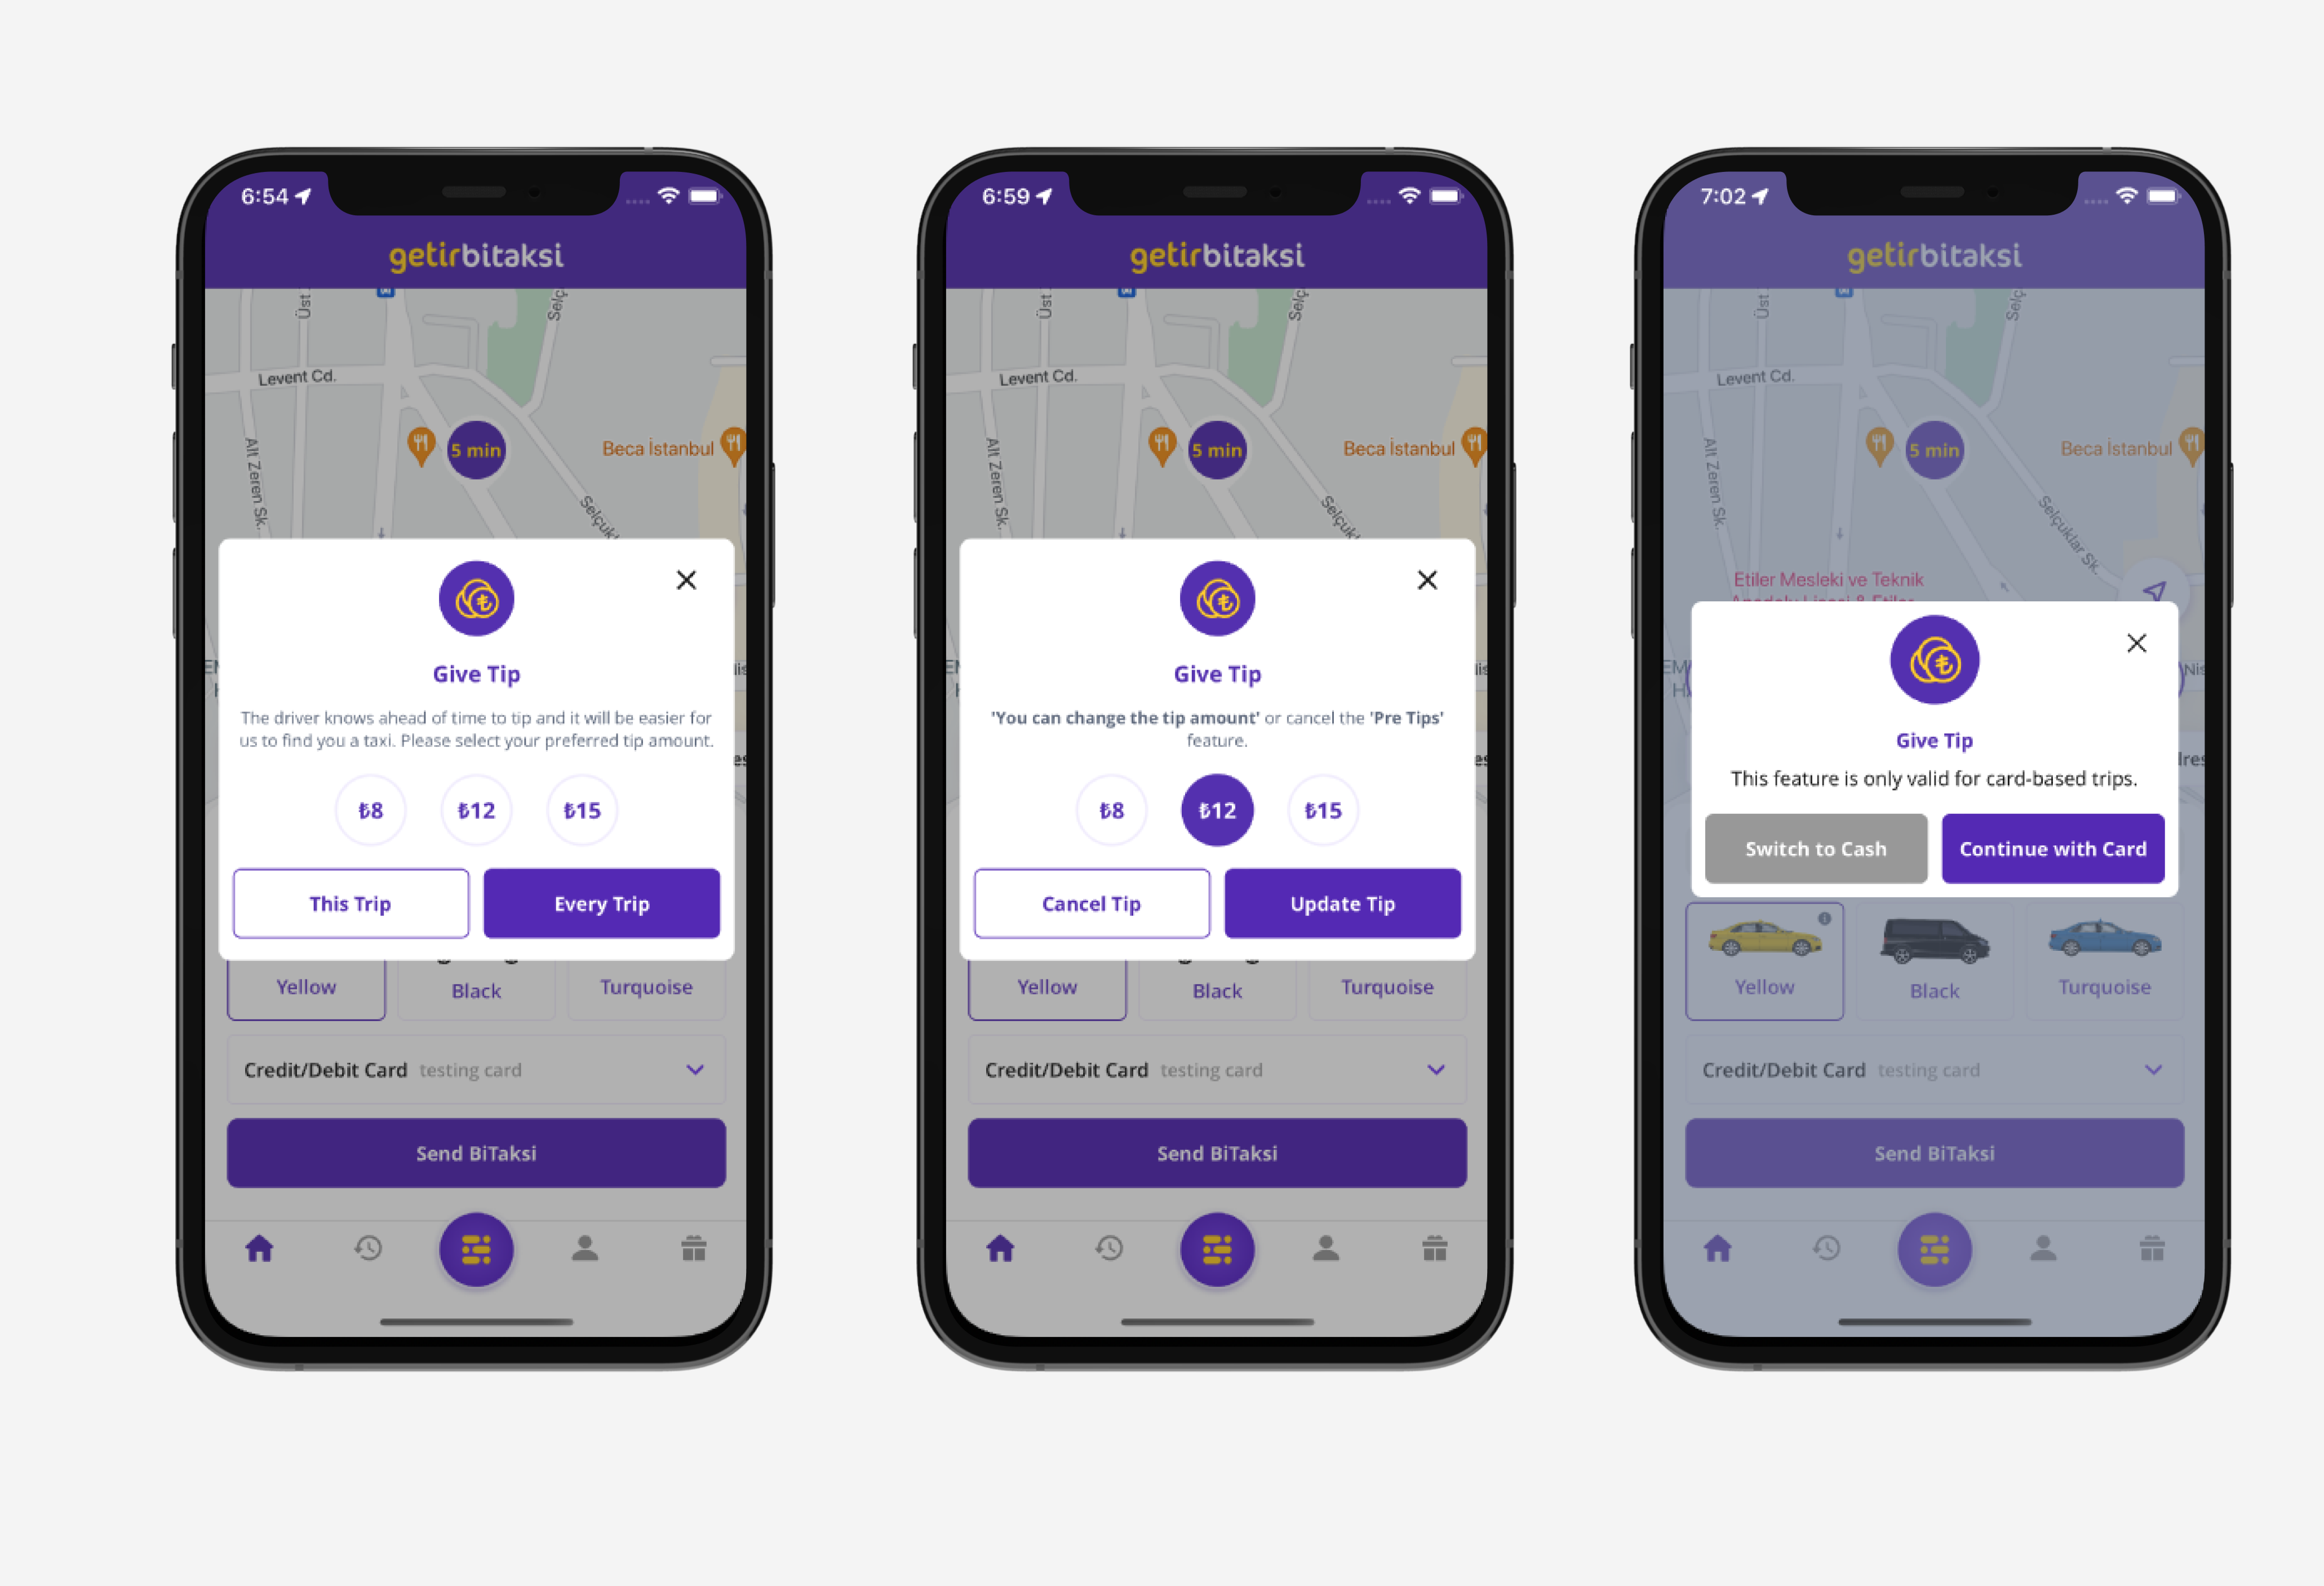 6:54
getirbitaksi
Üst
Selç
Levent Cd.
5 min
Beca İstanbul
Alt Zeren Sk.
Give Tip
The driver knows ahead of time to tip and it will be easier for
us to find you a taxi. Please select your preferred tip amount.
₺8 ₺12 ₺15
This Trip Every Trip
Yellow Black Turquoise
Credit/Debit Card testing card
Send BiTaksi
6:59
getirbitaksi
Üst
Selç
Levent Cd.
5 min
Beca İstanbul
Alt Zeren Sk.
Give Tip
'You can change the tip amount' or cancel the 'Pre Tips'
feature.
₺8 ₺12 ₺15
Cancel Tip Update Tip
Yellow Black Turquoise
Credit/Debit Card testing card
Send BiTaksi
7:02
getirbitaksi
Üst
Selç
Levent Cd.
5 min
Beca İstanbul
Alt Zeren Sk.
Selçuklar Sk.
Etiler Mesleki ve Teknik
Give Tip
This feature is only valid for card-based trips.
Switch to Cash Continue with Card
Yellow Black Turquoise
Credit/Debit Card testing card
Send BiTaksi